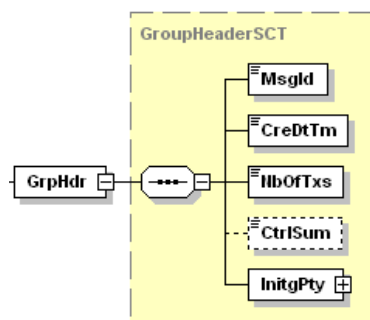 GroupHeaderSCT
MsgId
CreDtTm
GrpHdr
NbOfTxs
CtrlSum
InitgPty